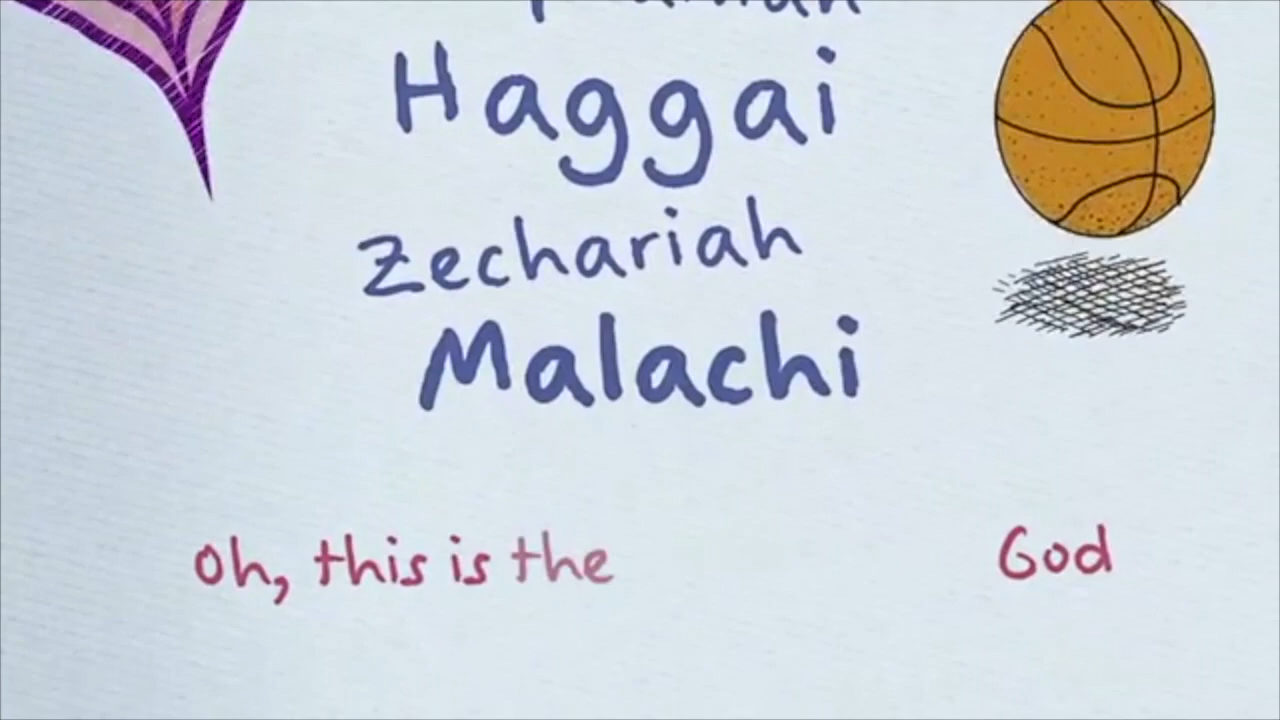 Haggai
Zechariah
Malachi
Oh, this is the God